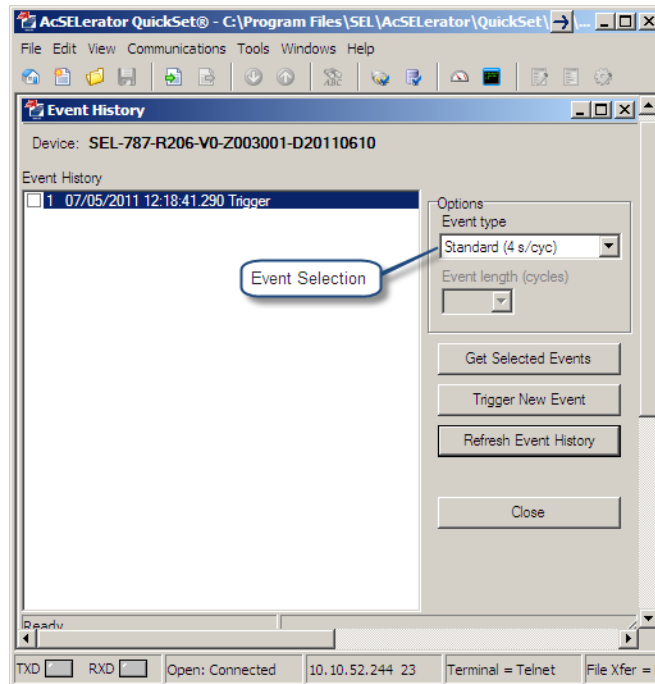 AcSELerator QuickSet® - C:\Program Files\SEL\AcSELerator\QuickSet\...
File Edit View Communications Tools Windows Help
Event History
Device: SEL-787-R206-V0-Z003001-D20110610
Event History
1 07/05/2011 12:18:41.290 Trigger
Options
Event type
Standard (4 s/cyc)
Event Selection
Event length (cycles)
Get Selected Events
Trigger New Event
Refresh Event History
Close
Ready
TXD RXD Open: Connected 10.10.52.244 23 Terminal = Telnet File Xfer =